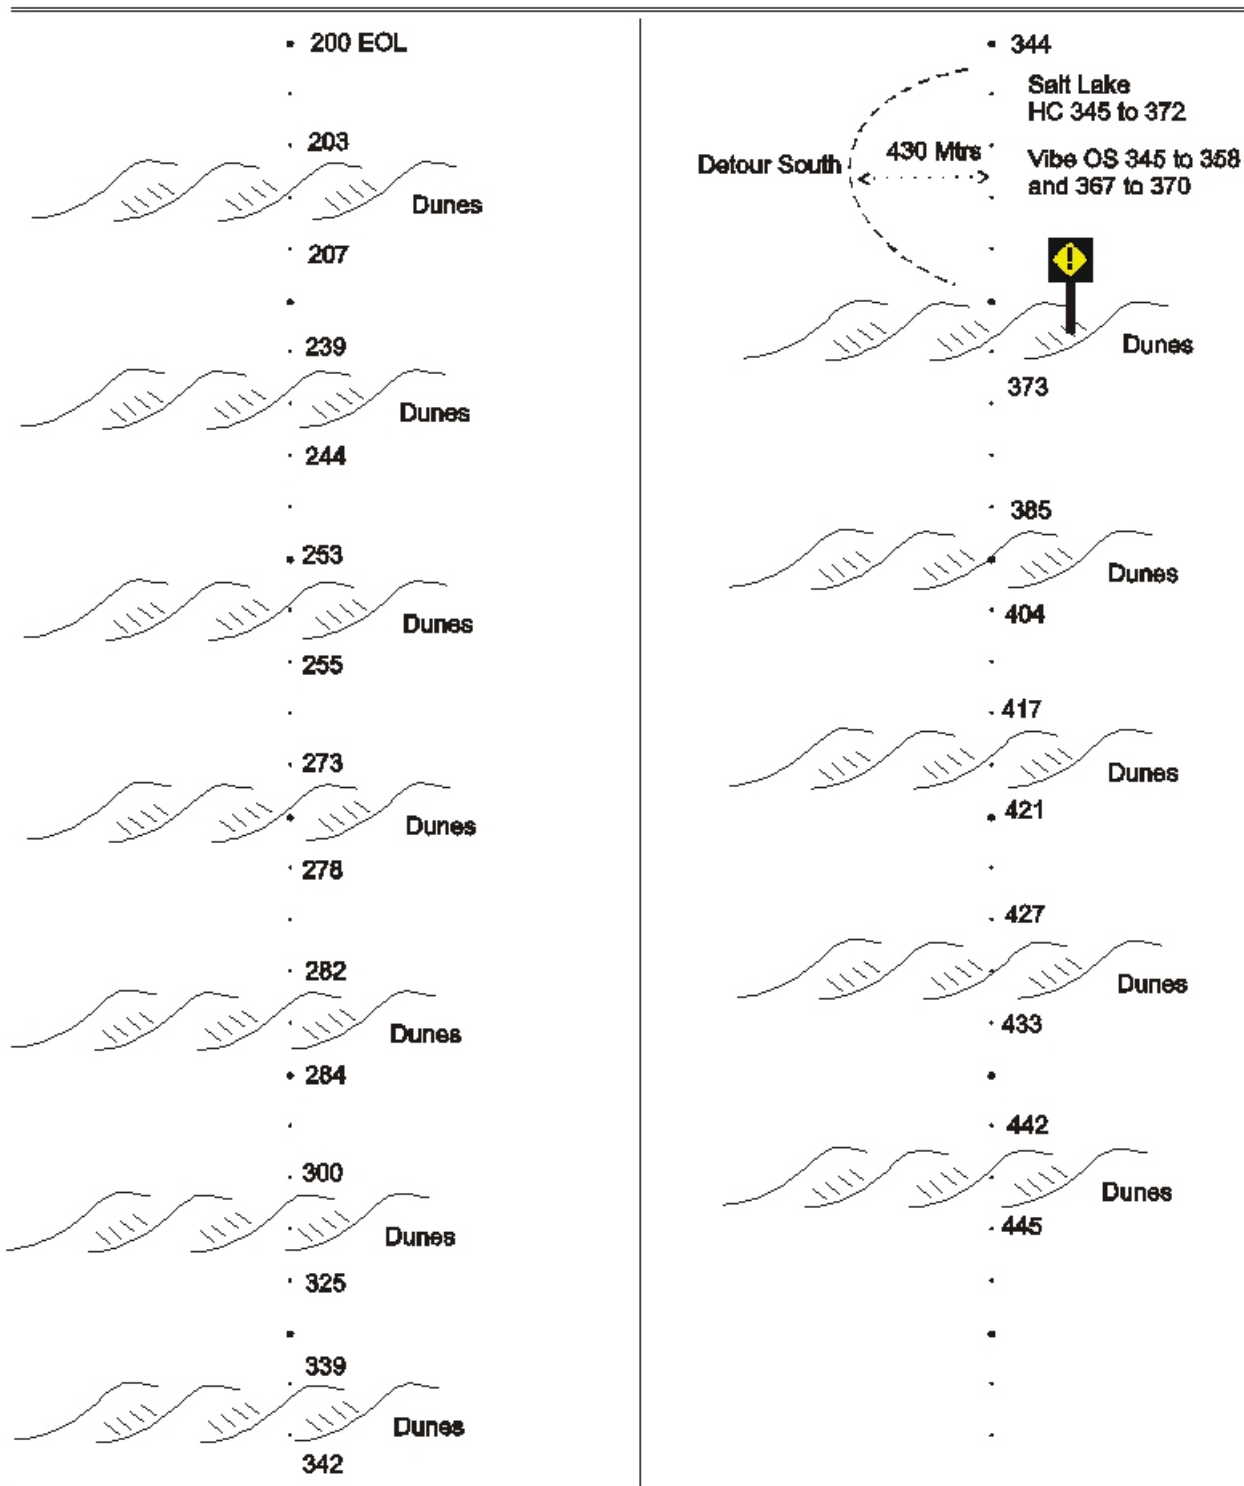 200 EOL
203
Dunes
207
239
Dunes
244
253
Dunes
255
273
Dunes
278
282
Dunes
284
300
Dunes
325
339
Dunes
342
344
Salt Lake
HC 345 to 372
Detour South
430 Mtrs
Vibe OS 345 to 358
and 367 to 370
!
Dunes
373
385
Dunes
404
417
Dunes
421
427
Dunes
433
442
Dunes
445